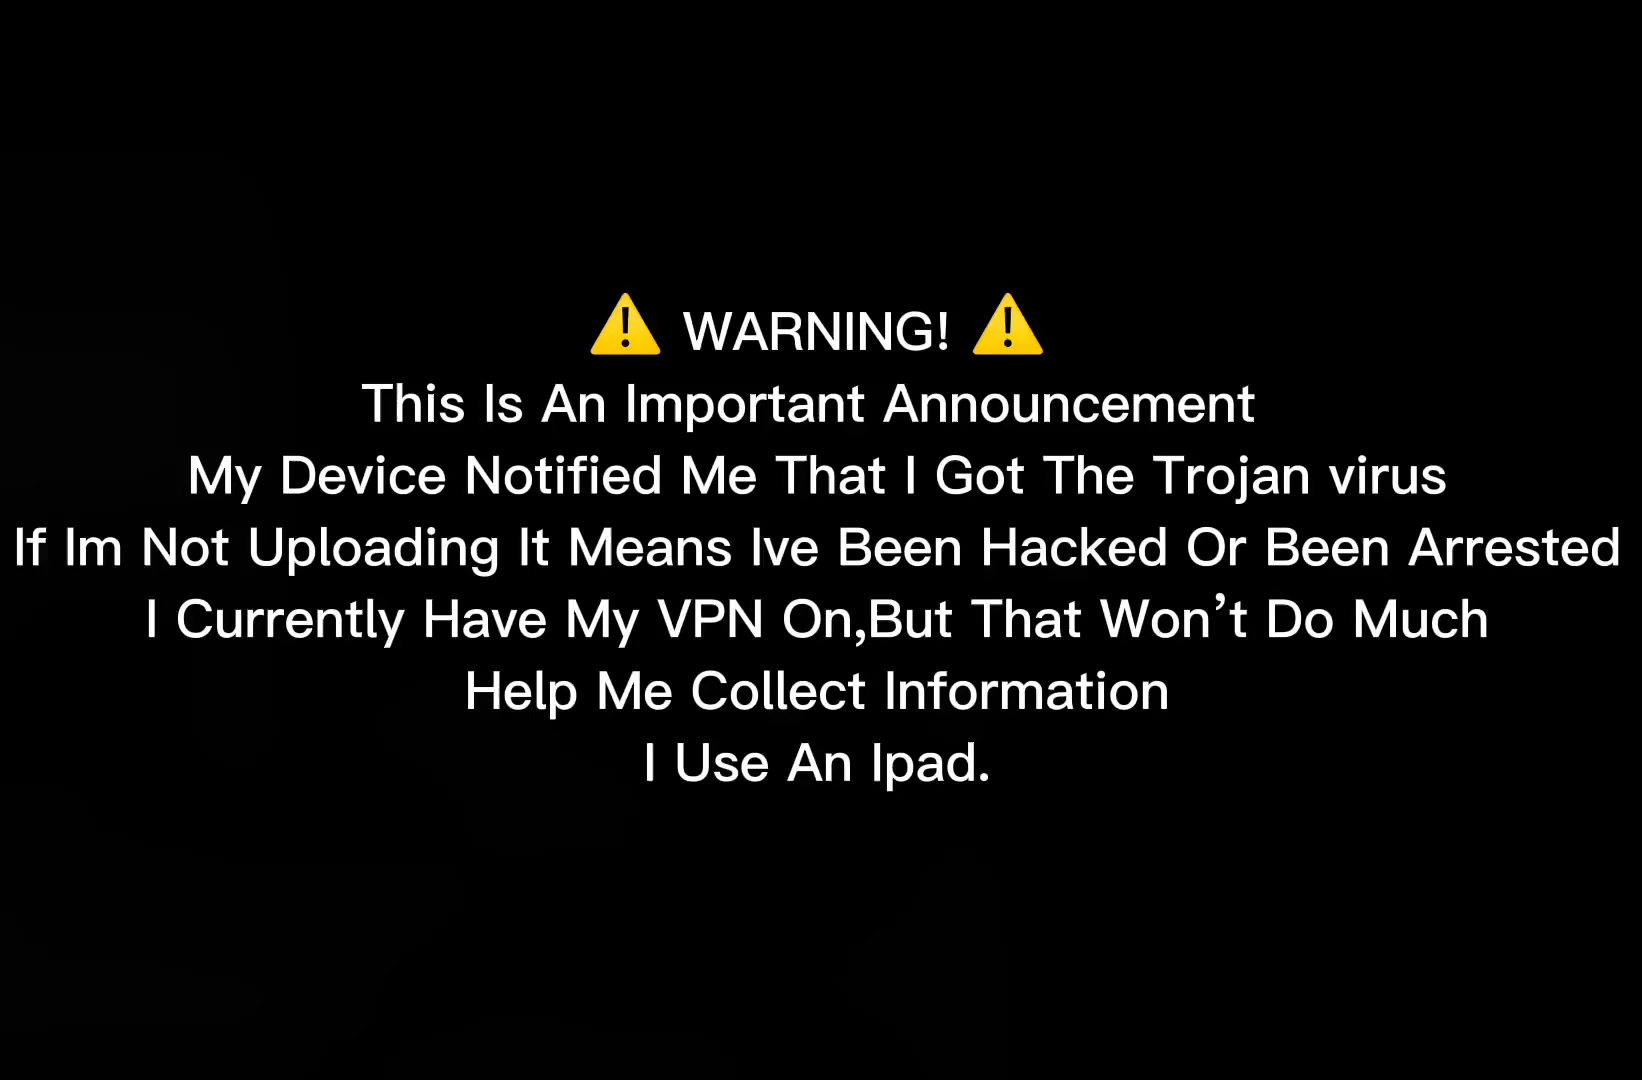 ⚠️ WARNING! ⚠️
This Is An Important Announcement
My Device Notified Me That I Got The Trojan virus
If Im Not Uploading It Means Ive Been Hacked Or Been Arrested
I Currently Have My VPN On,But That Won’t Do Much
Help Me Collect Information
I Use An Ipad.